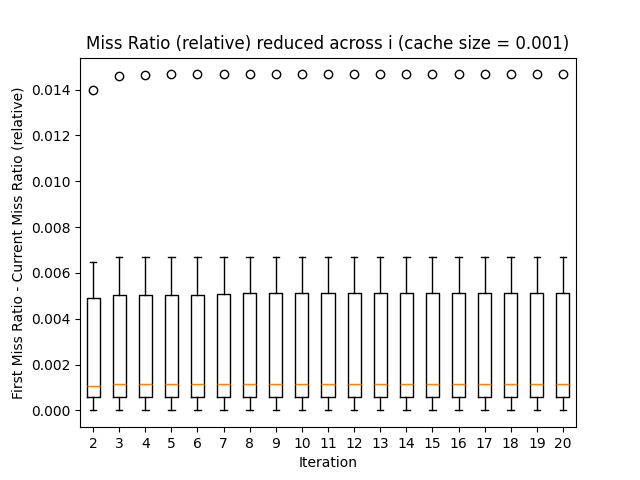 Miss Ratio (relative) reduced across i (cache size = 0.001)
First Miss Ratio - Current Miss Ratio (relative)
0.014
0.012
0.010
0.008
0.006
0.004
0.002
0.000
2 3 4 5 6 7 8 9 10 11 12 13 14 15 16 17 18 19 20
Iteration